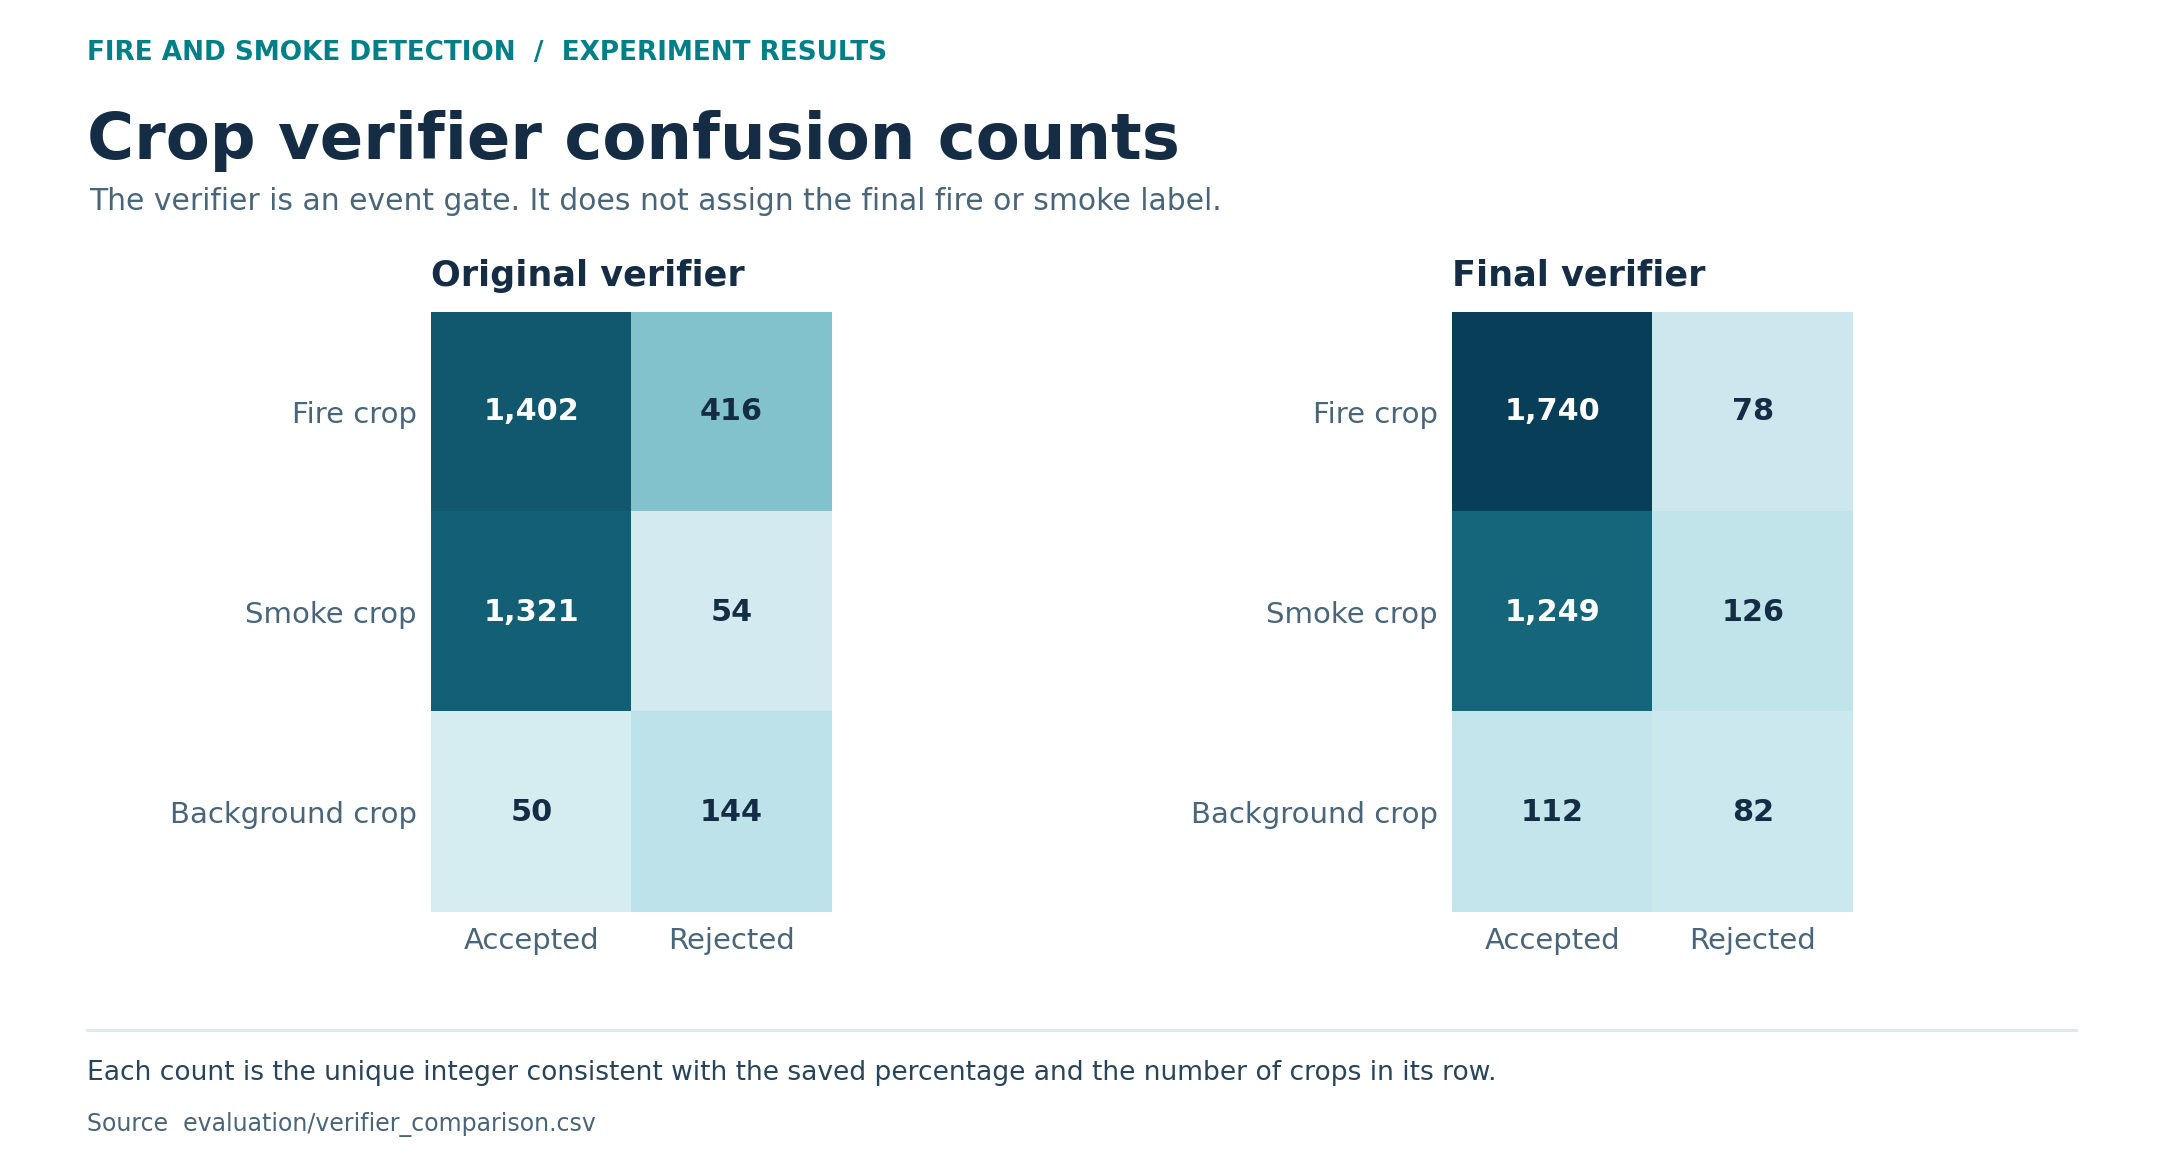 FIRE AND SMOKE DETECTION / EXPERIMENT RESULTS
Crop verifier confusion counts
The verifier is an event gate. It does not assign the final fire or smoke label.
Original verifier
Fire crop 1,402 416
Smoke crop 1,321 54
Background crop 50 144
Accepted Rejected
Final verifier
Fire crop 1,740 78
Smoke crop 1,249 126
Background crop 112 82
Accepted Rejected
Each count is the unique integer consistent with the saved percentage and the number of crops in its row.
Source evaluation/verifier_comparison.csv